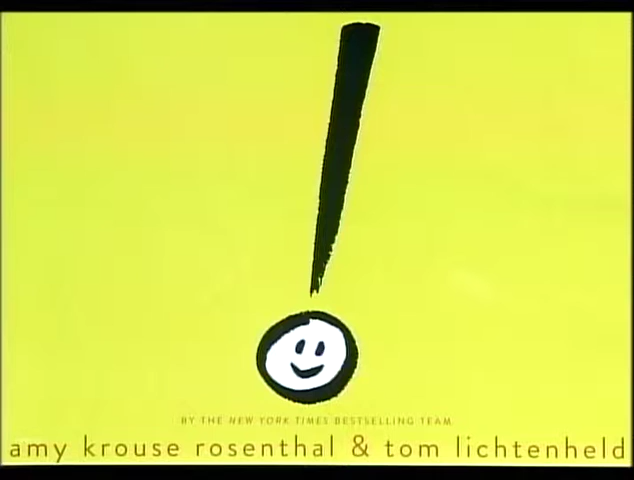 !
BY THE NEW YORK TIMES BESTSELLING TEAM
amy krouse rosenthal & tom lichtenheld